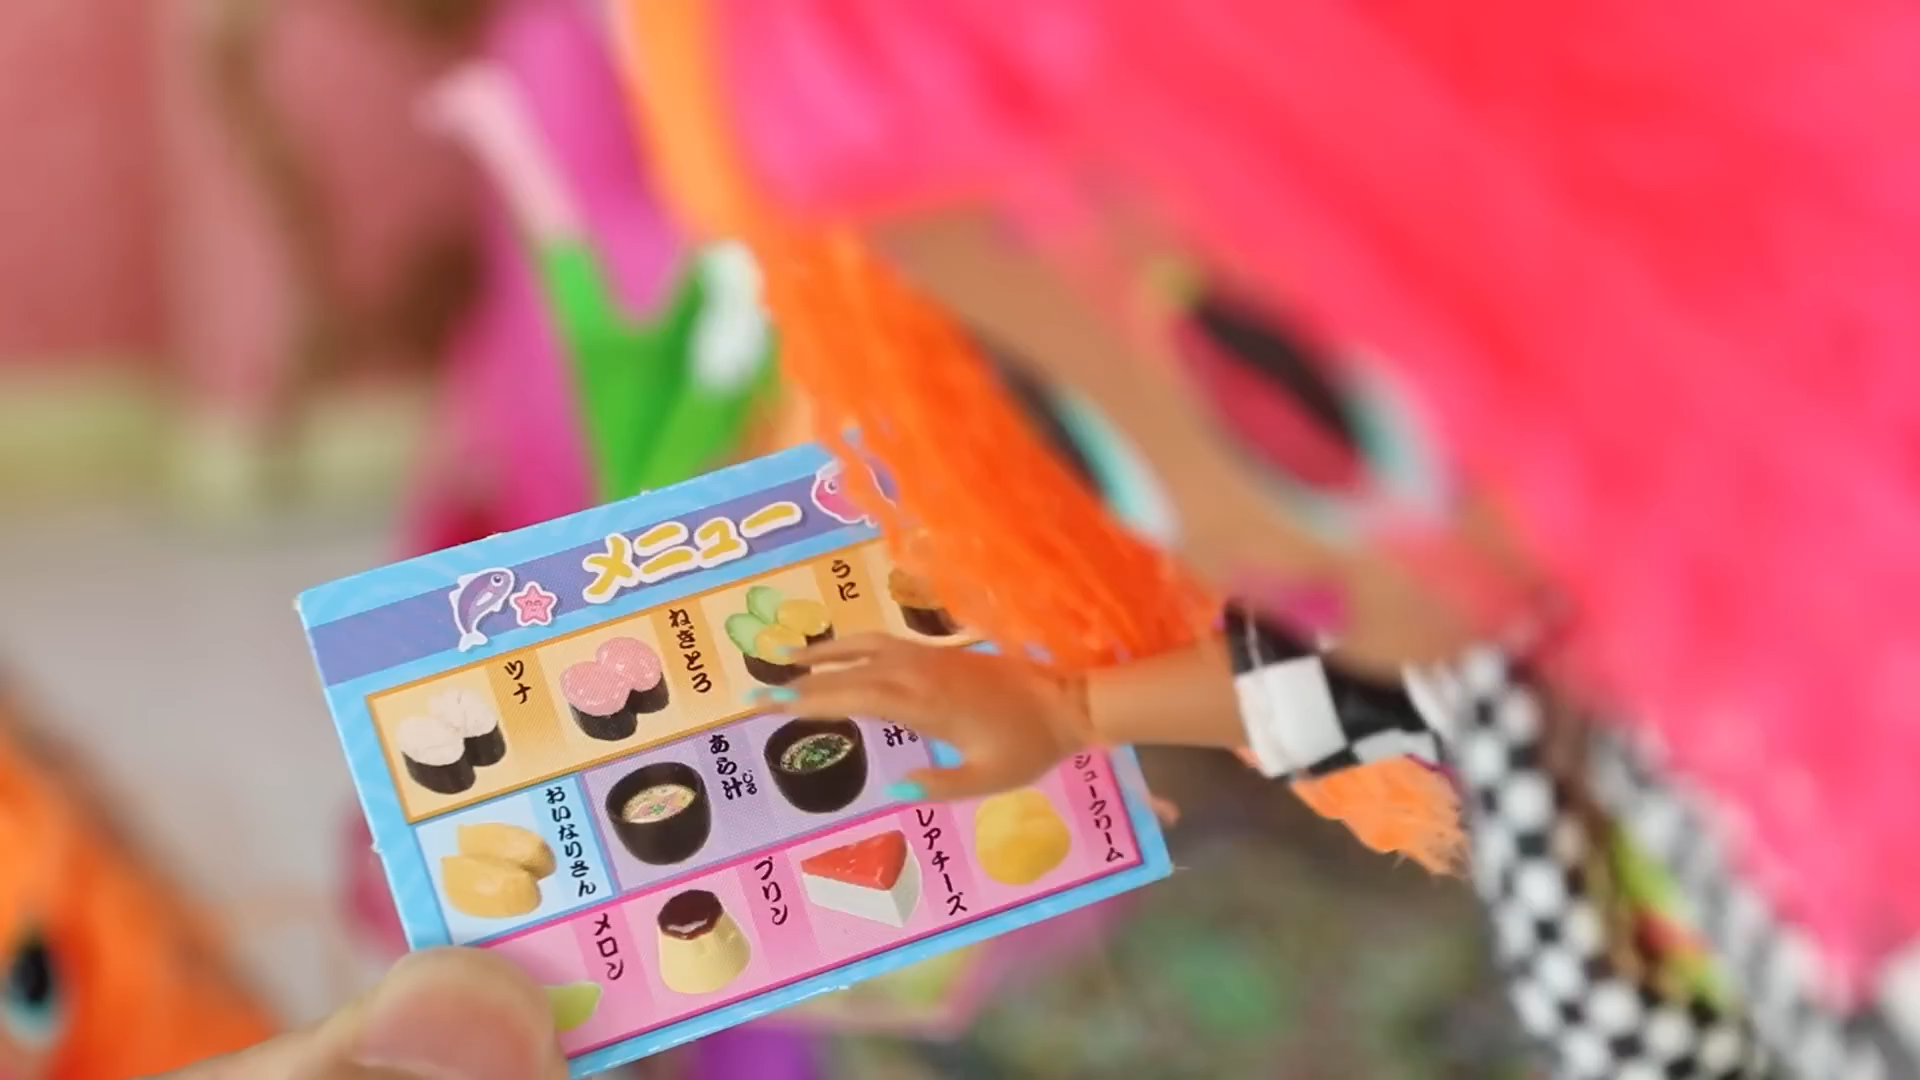 メニュー
ツナ
ねぎとろ
うに
おいなりさん
あら汁
じる
汁
メロン
プリン
レアチーズ
シュークリーム